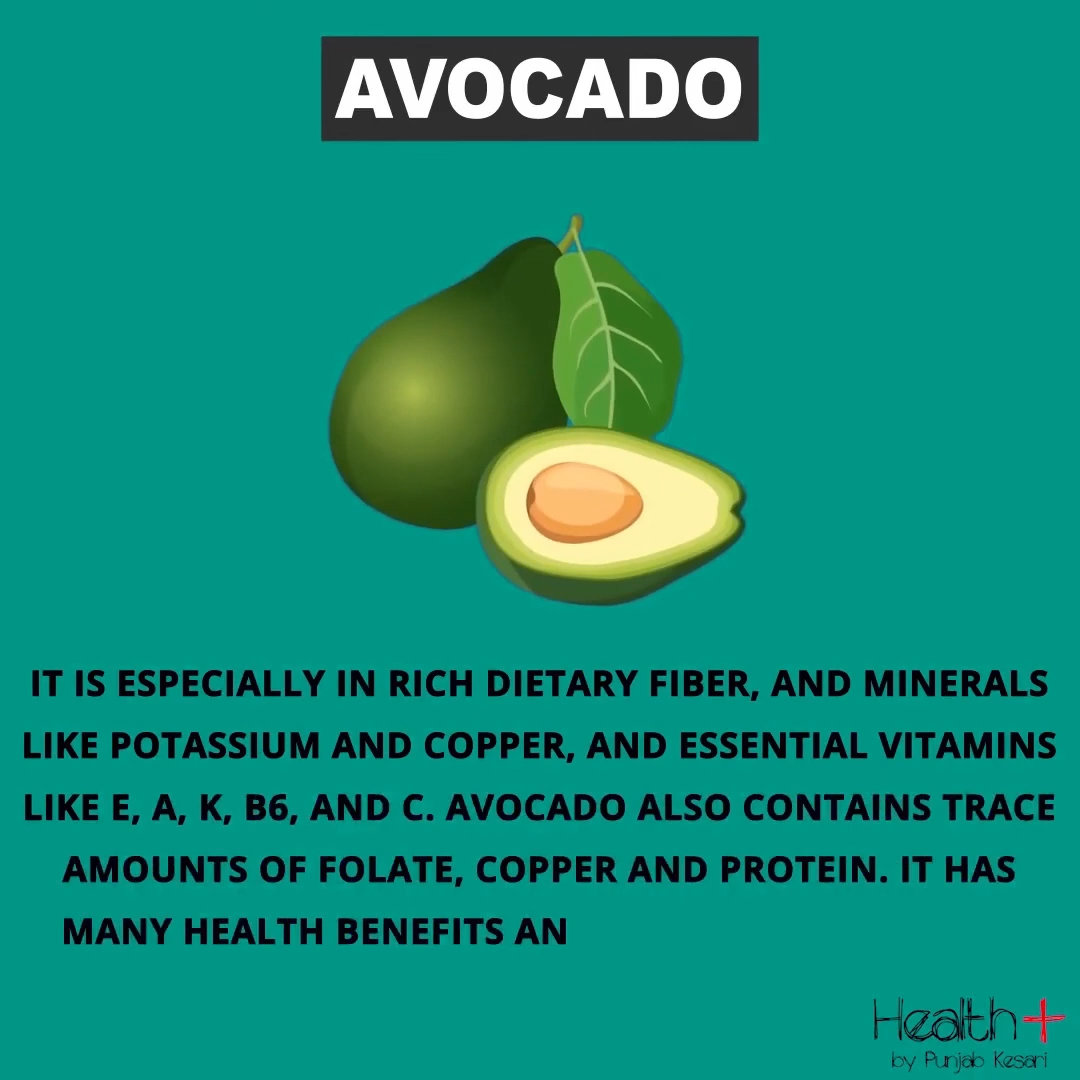 AVOCADO
IT IS ESPECIALLY IN RICH DIETARY FIBER, AND MINERALS
LIKE POTASSIUM AND COPPER, AND ESSENTIAL VITAMINS
LIKE E, A, K, B6, AND C. AVOCADO ALSO CONTAINS TRACE
AMOUNTS OF FOLATE, COPPER AND PROTEIN. IT HAS
MANY HEALTH BENEFITS AN
Health+
by Punjab Kesari